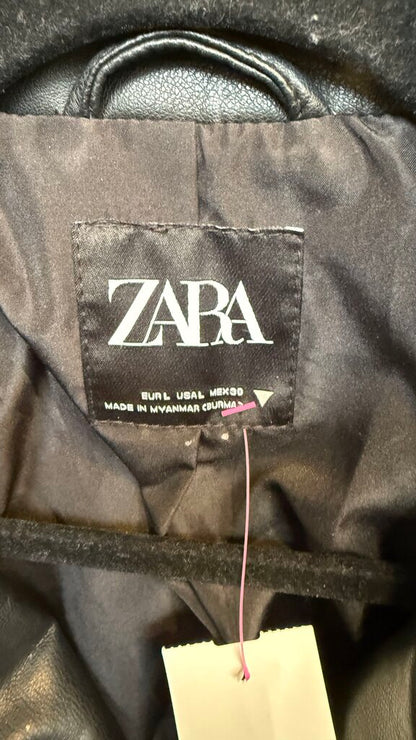 ZARA
EUR L USA L MEX 30
MADE IN MYANMAR (BURMA)